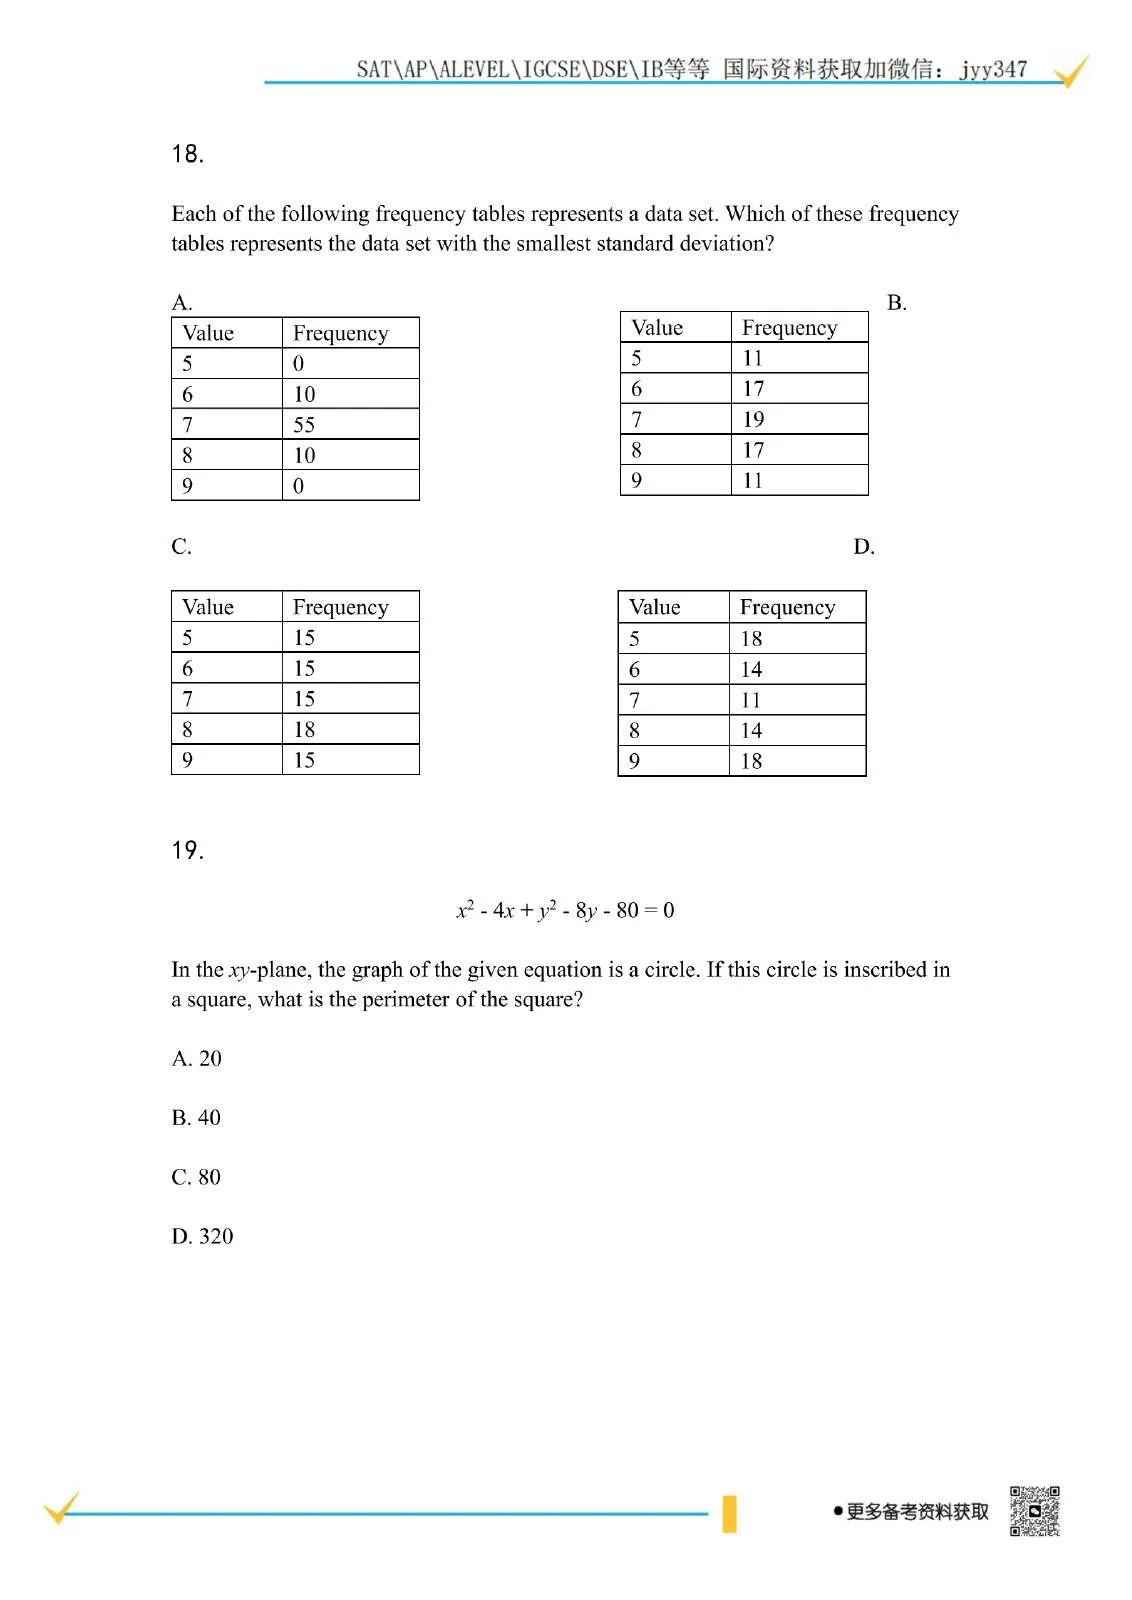 SAT\AP\ALEVEL\IGCSE\DSE\IB等等 国际资料获取加微信：jyy347
18.
Each of the following frequency tables represents a data set. Which of these frequency
tables represents the data set with the smallest standard deviation?
A.
Value Frequency
5 0
6 10
7 55
8 10
9 0
B.
Value Frequency
5 11
6 17
7 19
8 17
9 11
C.
Value Frequency
5 15
6 15
7 15
8 18
9 15
D.
Value Frequency
5 18
6 14
7 11
8 14
9 18
19.
x² - 4x + y² - 8y - 80 = 0
In the xy-plane, the graph of the given equation is a circle. If this circle is inscribed in
a square, what is the perimeter of the square?
A. 20
B. 40
C. 80
D. 320
●更多备考资料获取